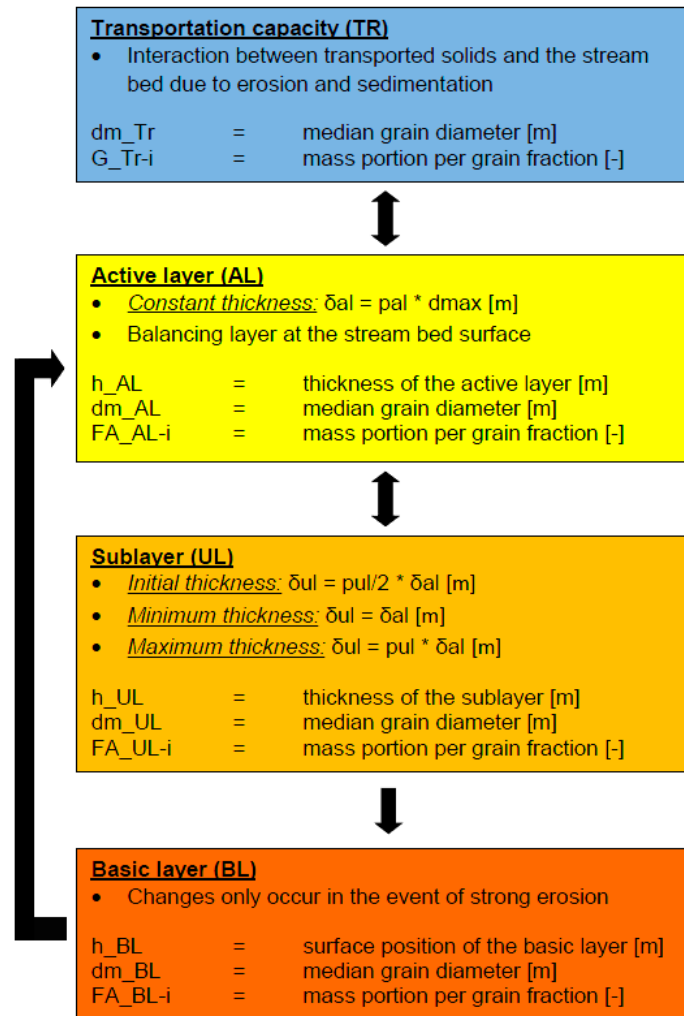 Transportation capacity (TR)
• Interaction between transported solids and the stream
bed due to erosion and sedimentation
dm_Tr = median grain diameter [m]
G_Tr-i = mass portion per grain fraction [-]
Active layer (AL)
• Constant thickness: δal = pal * dmax [m]
• Balancing layer at the stream bed surface
h_AL = thickness of the active layer [m]
dm_AL = median grain diameter [m]
FA_AL-i = mass portion per grain fraction [-]
Sublayer (UL)
• Initial thickness: δul = pul/2 * δal [m]
• Minimum thickness: δul = δal [m]
• Maximum thickness: δul = pul * δal [m]
h_UL = thickness of the sublayer [m]
dm_UL = median grain diameter [m]
FA_UL-i = mass portion per grain fraction [-]
Basic layer (BL)
• Changes only occur in the event of strong erosion
h_BL = surface position of the basic layer [m]
dm_BL = median grain diameter [m]
FA_BL-i = mass portion per grain fraction [-]